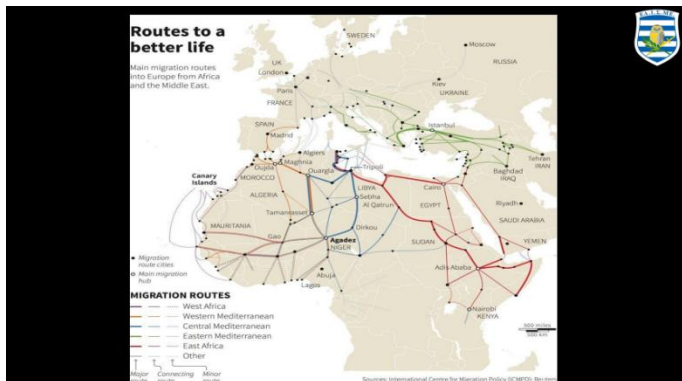 Routes to a
better life
Main migration routes
into Europe from Africa
and the Middle East.
SWEDEN
Moscow
RUSSIA
UK
London
Kiev
UKRAINE
Paris
FRANCE
SPAIN
Madrid
Istanbul
Algiers
Maghnia
Oujda
Ouargla
Tripoli
Tehran
IRAN
Baghdad
IRAQ
Canary
Islands
MOROCCO
ALGERIA
LIBYA
Sebha
Al Qatrun
Cairo
EGYPT
Riyadh
SAUDI ARABIA
Tamanrasset
MAURITANIA
Gao
Agadez
NIGER
Dirkou
SUDAN
YEMEN
Addis Ababa
Abuja
Lagos
Nairobi
KENYA
Migration
route cities
Main migration
hub
MIGRATION ROUTES
West Africa
Western Mediterranean
Central Mediterranean
Eastern Mediterranean
East Africa
Other
Major
Connecting
Minor
500 miles
500 km
Sources: International Centre for Migration Policy (ICMPD); Reuters